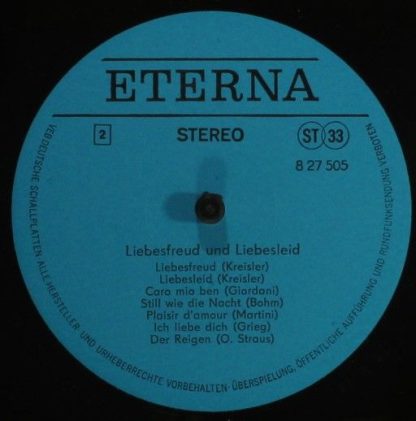 ETERNA
2
STEREO
ST 33
8 27 505
Liebesfreud und Liebesleid
Liebesfreud (Kreisler)
Liebesleid (Kreisler)
Cara mia ben (Giordani)
Still wie die Nacht (Bohm)
Plaisir d'amour (Martini)
Ich liebe dich (Grieg)
Der Reigen (O. Straus)
VEB DEUTSCHE SCHALLPLATTEN · ALLE HERSTELLER- UND URHEBERRECHTE VORBEHALTEN · ÜBERSPIELUNG, ÖFFENTLICHE AUFFÜHRUNG UND RUNDFUNKSENDUNG VERBOTEN